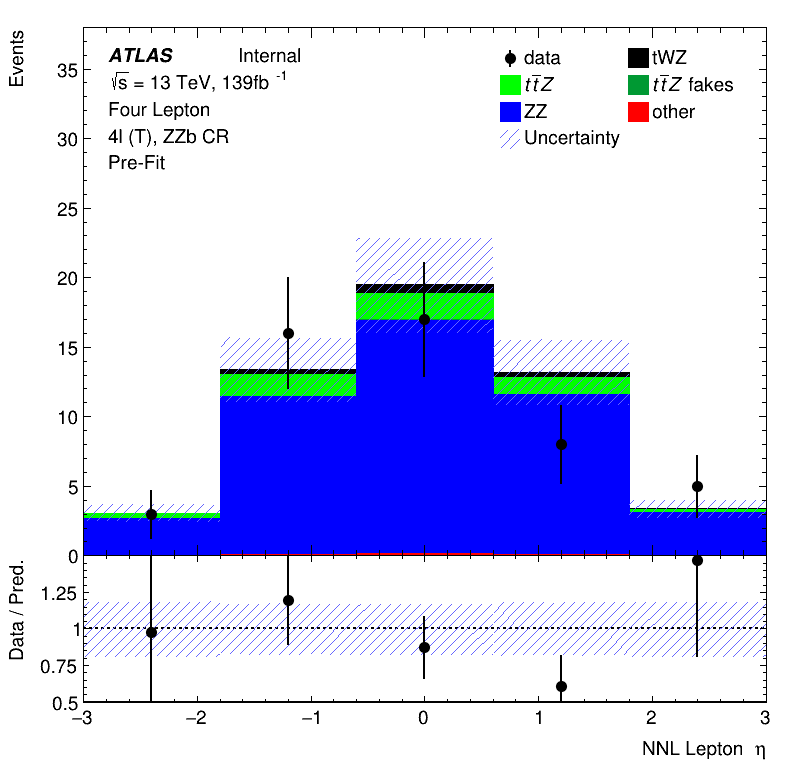 Events
35
30
25
20
15
10
5
0
ATLAS Internal
√s = 13 TeV, 139fb⁻¹
Four Lepton
4l (T), ZZb CR
Pre-Fit
data tWZ
tt̄Z tt̄Z fakes
ZZ other
Uncertainty
Data / Pred.
1.25
1
0.75
0.5
−3 −2 −1 0 1 2 3
NNL Lepton η